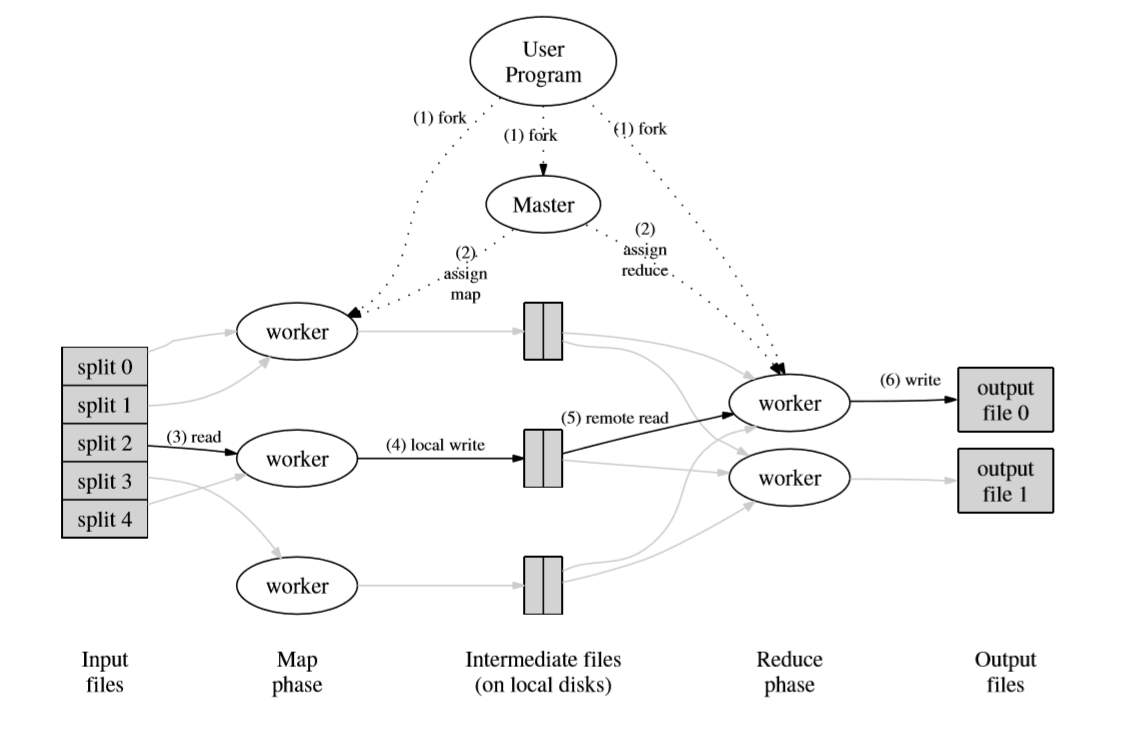 User
Program
(1) fork
(1) fork
(1) fork
Master
(2)
assign
map
(2)
assign
reduce
worker
split 0
split 1
split 2
split 3
split 4
(3) read
worker
(4) local write
worker
(5) remote read
worker
(6) write
output
file 0
worker
output
file 1
Input
files
Map
phase
Intermediate files
(on local disks)
Reduce
phase
Output
files